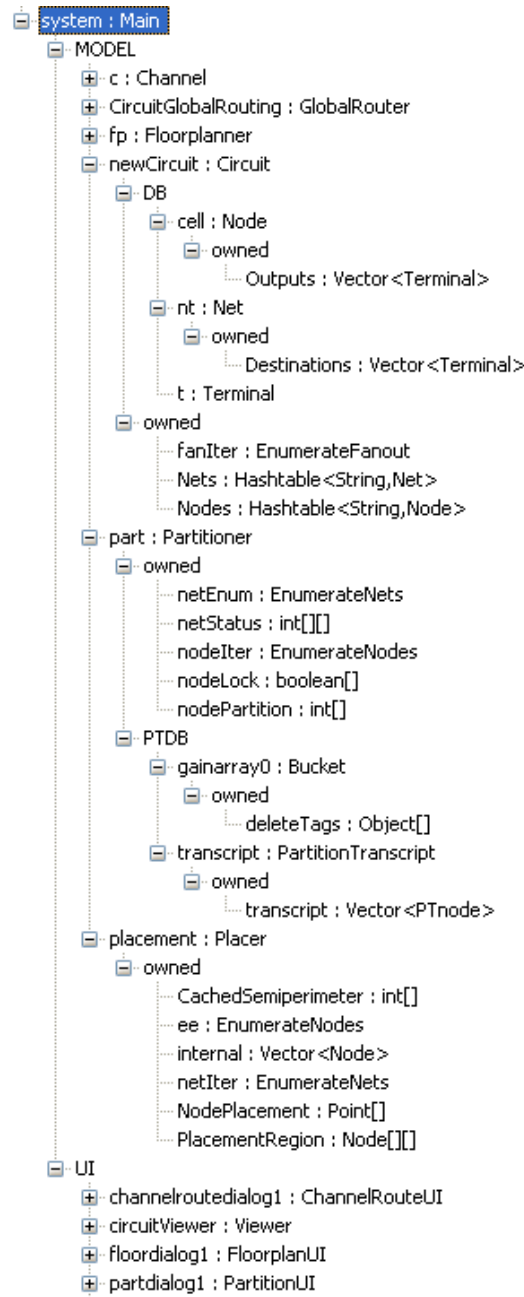 system : Main
MODEL
c : Channel
CircuitGlobalRouting : GlobalRouter
fp : Floorplanner
newCircuit : Circuit
DB
cell : Node
owned
Outputs : Vector<Terminal>
nt : Net
owned
Destinations : Vector<Terminal>
t : Terminal
owned
fanIter : EnumerateFanout
Nets : Hashtable<String,Net>
Nodes : Hashtable<String,Node>
part : Partitioner
owned
netEnum : EnumerateNets
netStatus : int[][]
nodeIter : EnumerateNodes
nodeLock : boolean[]
nodePartition : int[]
PTDB
gainarray0 : Bucket
owned
deleteTags : Object[]
transcript : PartitionTranscript
owned
transcript : Vector<PTnode>
placement : Placer
owned
CachedSemiperimeter : int[]
ee : EnumerateNodes
internal : Vector<Node>
netIter : EnumerateNets
NodePlacement : Point[]
PlacementRegion : Node[][]
UI
channelroutedialog1 : ChannelRouteUI
circuitViewer : Viewer
floordialog1 : FloorplanUI
partdialog1 : PartitionUI